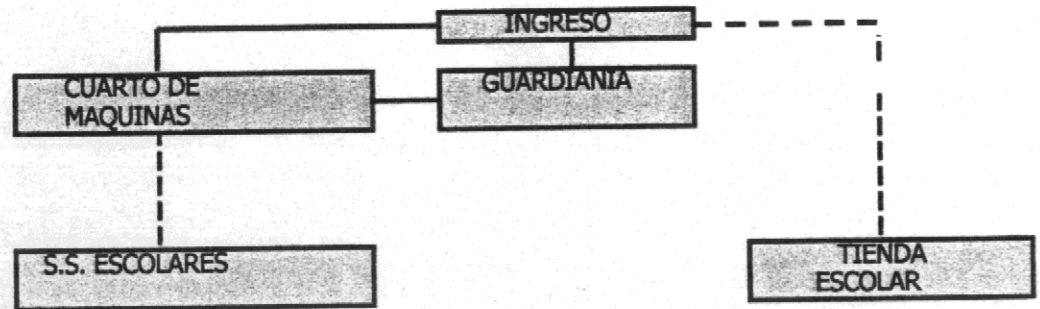 INGRESO
CUARTO DE
MAQUINAS
GUARDIANIA
S.S. ESCOLARES
TIENDA
ESCOLAR